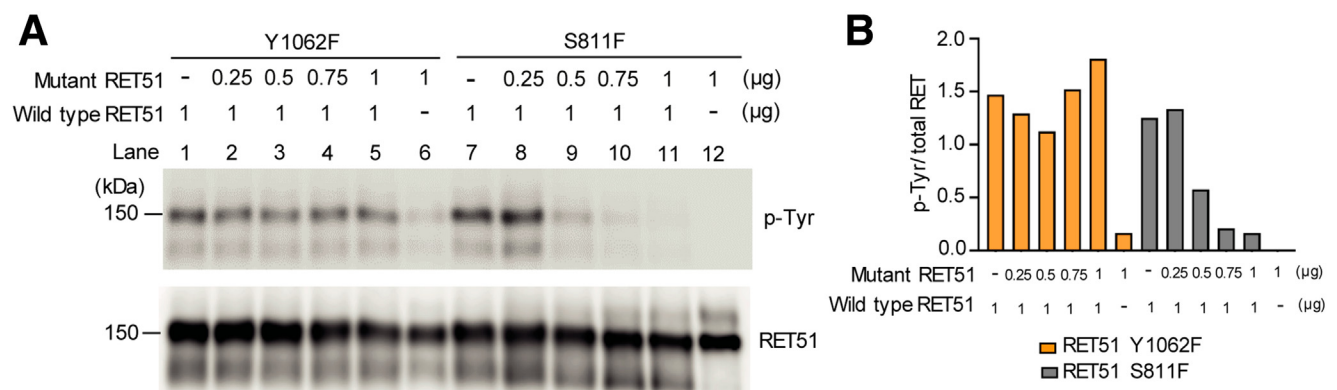 A
Y1062F S811F
Mutant RET51 - 0.25 0.5 0.75 1 1 - 0.25 0.5 0.75 1 1 (µg)
Wild type RET51 1 1 1 1 1 - 1 1 1 1 1 - (µg)
Lane 1 2 3 4 5 6 7 8 9 10 11 12
(kDa)
150 p-Tyr
150 RET51
B
p-Tyr/total RET
2.0
1.5
1.0
0.5
0.0
Mutant RET51 - 0.25 0.5 0.75 1 1 - 0.25 0.5 0.75 1 1 (µg)
Wild type RET51 1 1 1 1 1 - 1 1 1 1 1 - (µg)
RET51 Y1062F
RET51 S811F